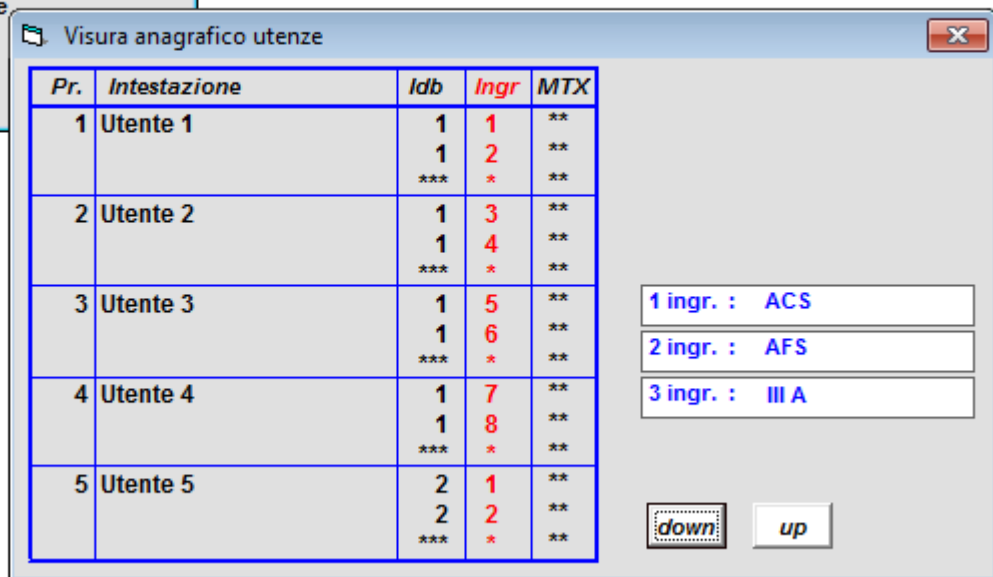 e
Visura anagrafico utenze
Pr. Intestazione Idb Ingr MTX
1 Utente 1 1 1 **
1 2 **
*** * **
2 Utente 2 1 3 **
1 4 **
*** * **
3 Utente 3 1 5 **
1 6 **
*** * **
4 Utente 4 1 7 **
1 8 **
*** * **
5 Utente 5 2 1 **
2 2 **
*** * **
1 ingr. : ACS
2 ingr. : AFS
3 ingr. : III A
down up